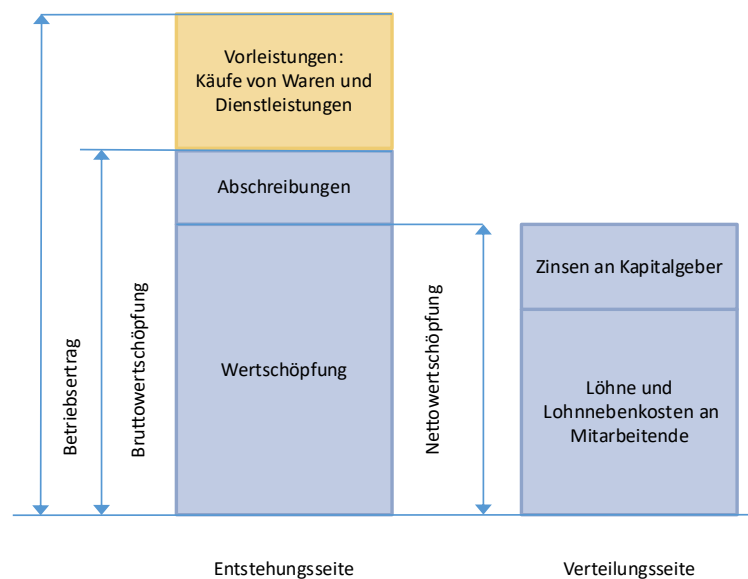 Vorleistungen:
Käufe von Waren und
Dienstleistungen
Abschreibungen
Wertschöpfung
Betriebsertrag
Bruttowertschöpfung
Nettowertschöpfung
Zinsen an Kapitalgeber
Löhne und
Lohnnebenkosten an
Mitarbeitende
Entstehungsseite
Verteilungsseite